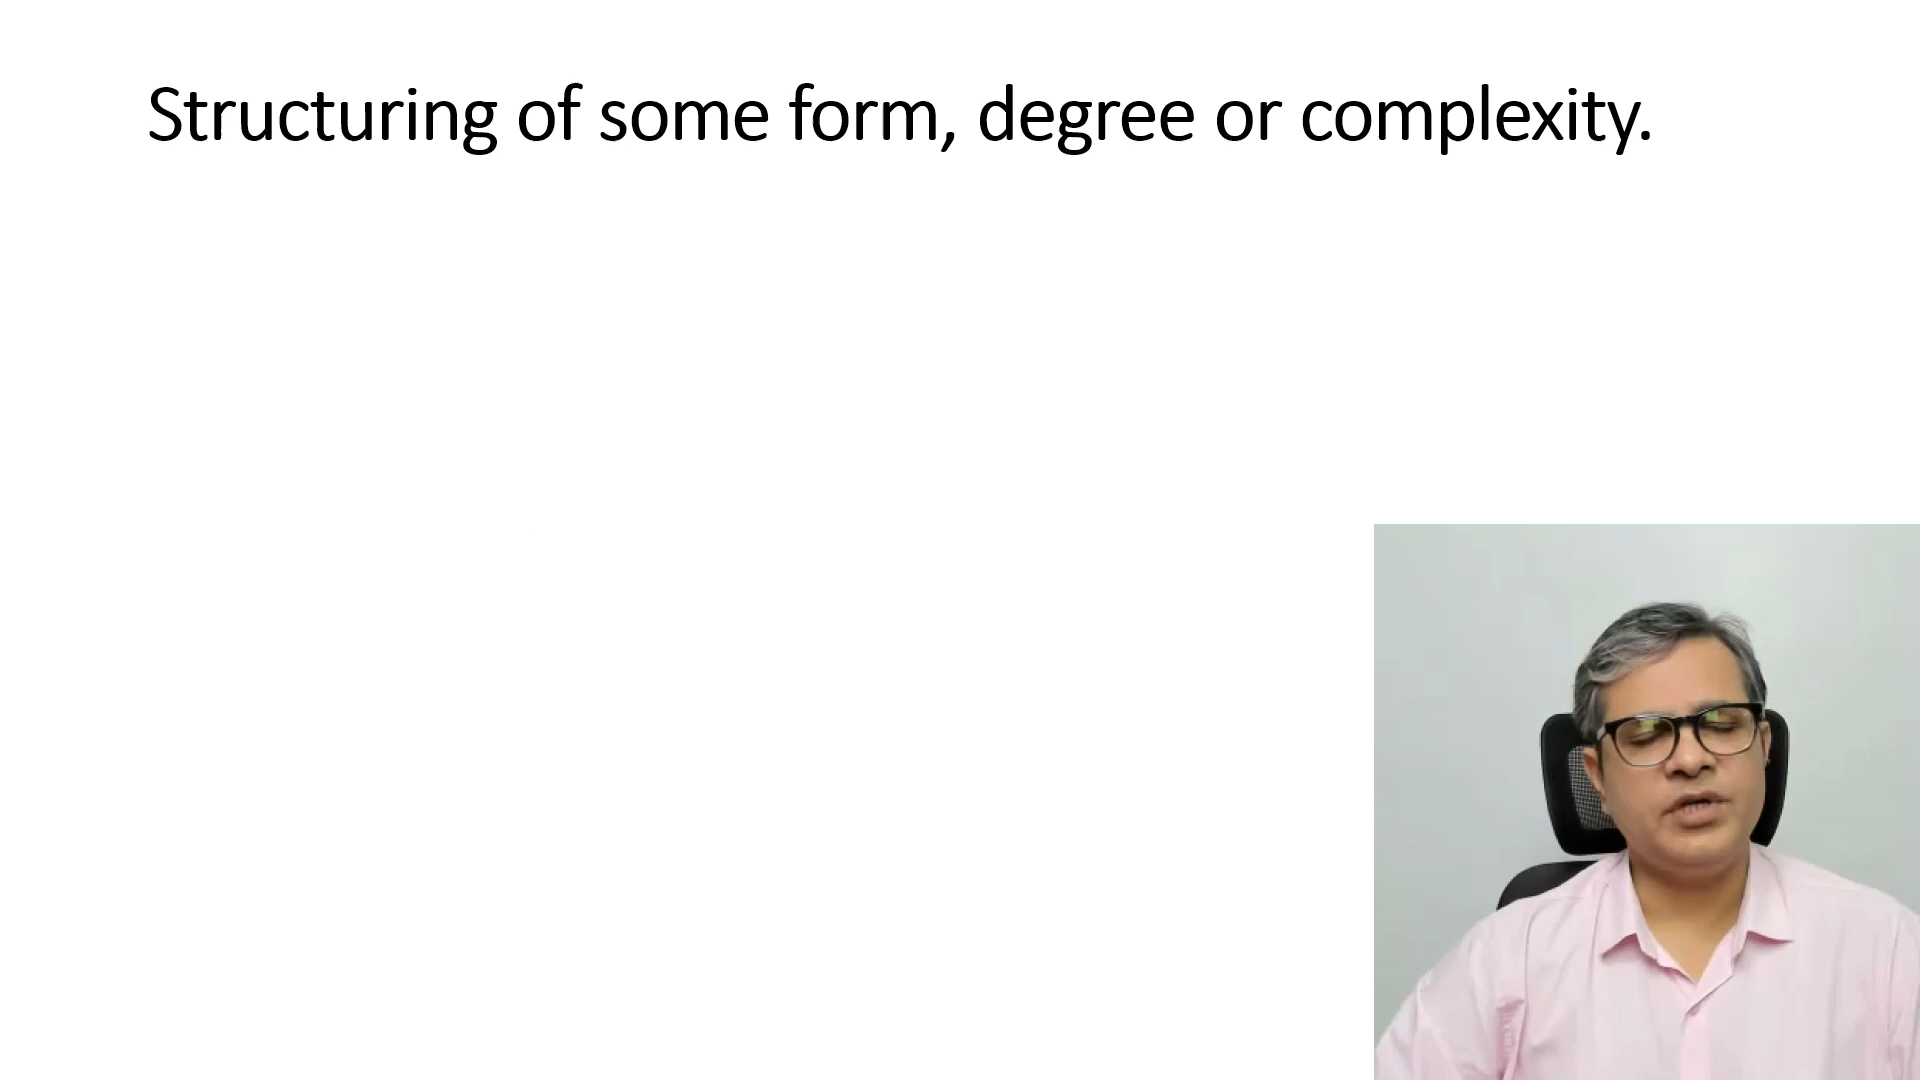 Structuring of some form, degree or complexity.